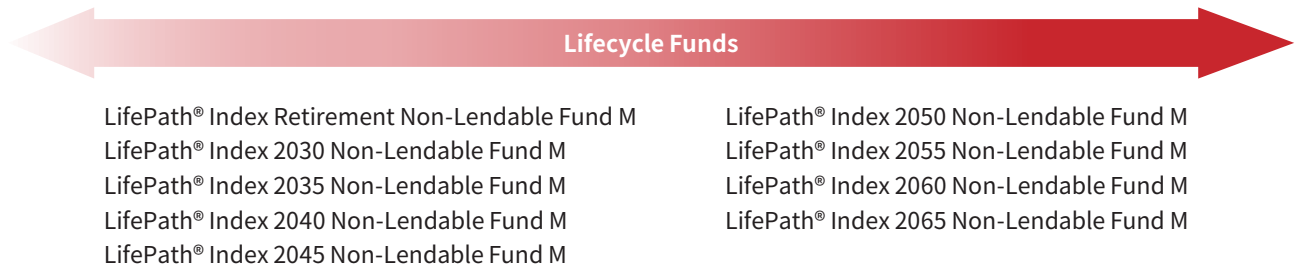 Lifecycle Funds
LifePath® Index Retirement Non-Lendable Fund M
LifePath® Index 2030 Non-Lendable Fund M
LifePath® Index 2035 Non-Lendable Fund M
LifePath® Index 2040 Non-Lendable Fund M
LifePath® Index 2045 Non-Lendable Fund M
LifePath® Index 2050 Non-Lendable Fund M
LifePath® Index 2055 Non-Lendable Fund M
LifePath® Index 2060 Non-Lendable Fund M
LifePath® Index 2065 Non-Lendable Fund M